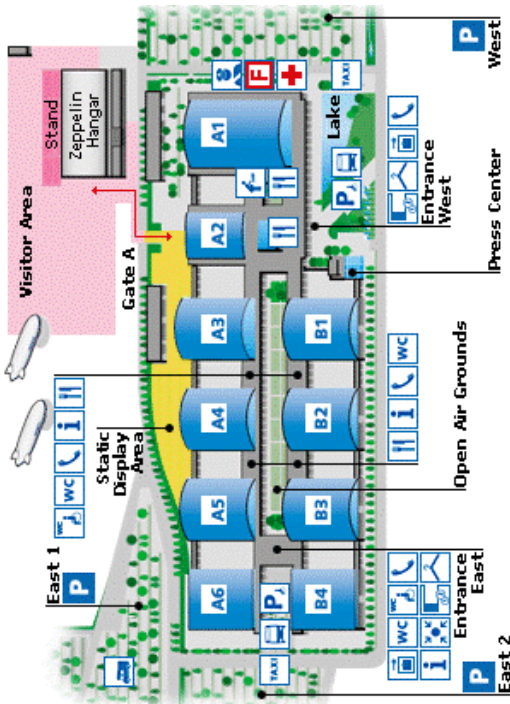 Visitor Area
Stand
Zeppelin
Hangar
East 1
P
WC
WC
i
Static
Display
Area
Gate A
A6
A5
A4
A3
A2
A1
F
TAXI
P
TAXI
B4
B3
B2
B1
P
Lake
WC
WC
i
i
WC
Entrance
East
Entrance
West
Open Air Grounds
Press Center
P
East 2
P
West